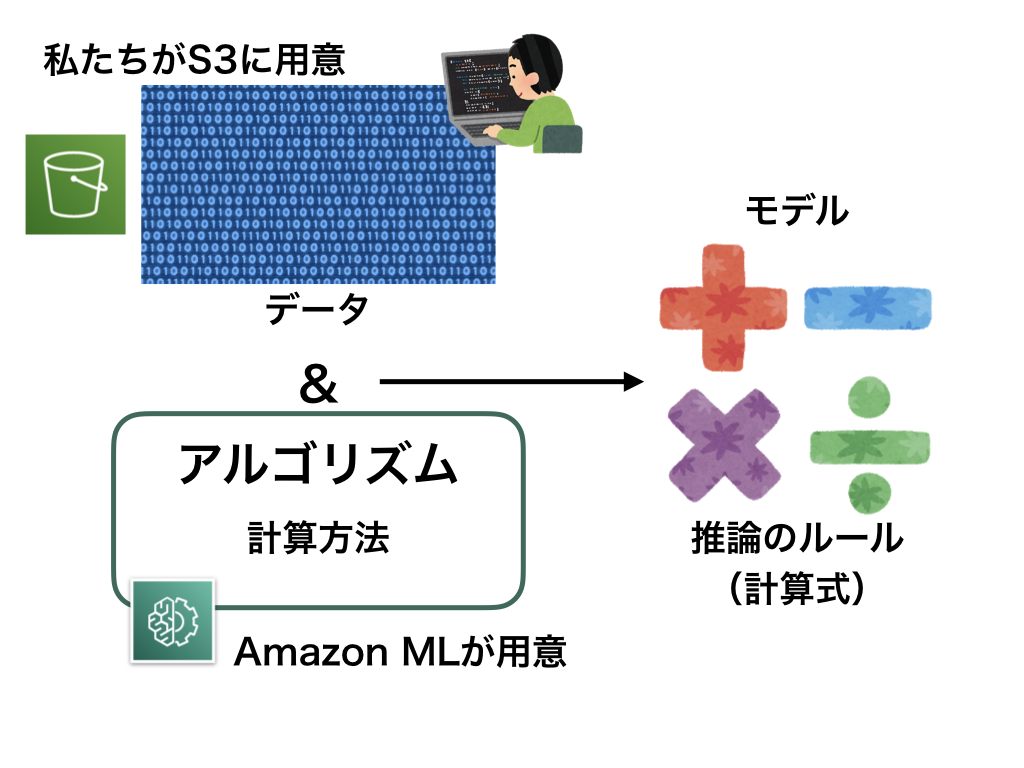 私たちがS3に用意
データ
&
アルゴリズム
計算方法
Amazon MLが用意
モデル
推論のルール
（計算式）